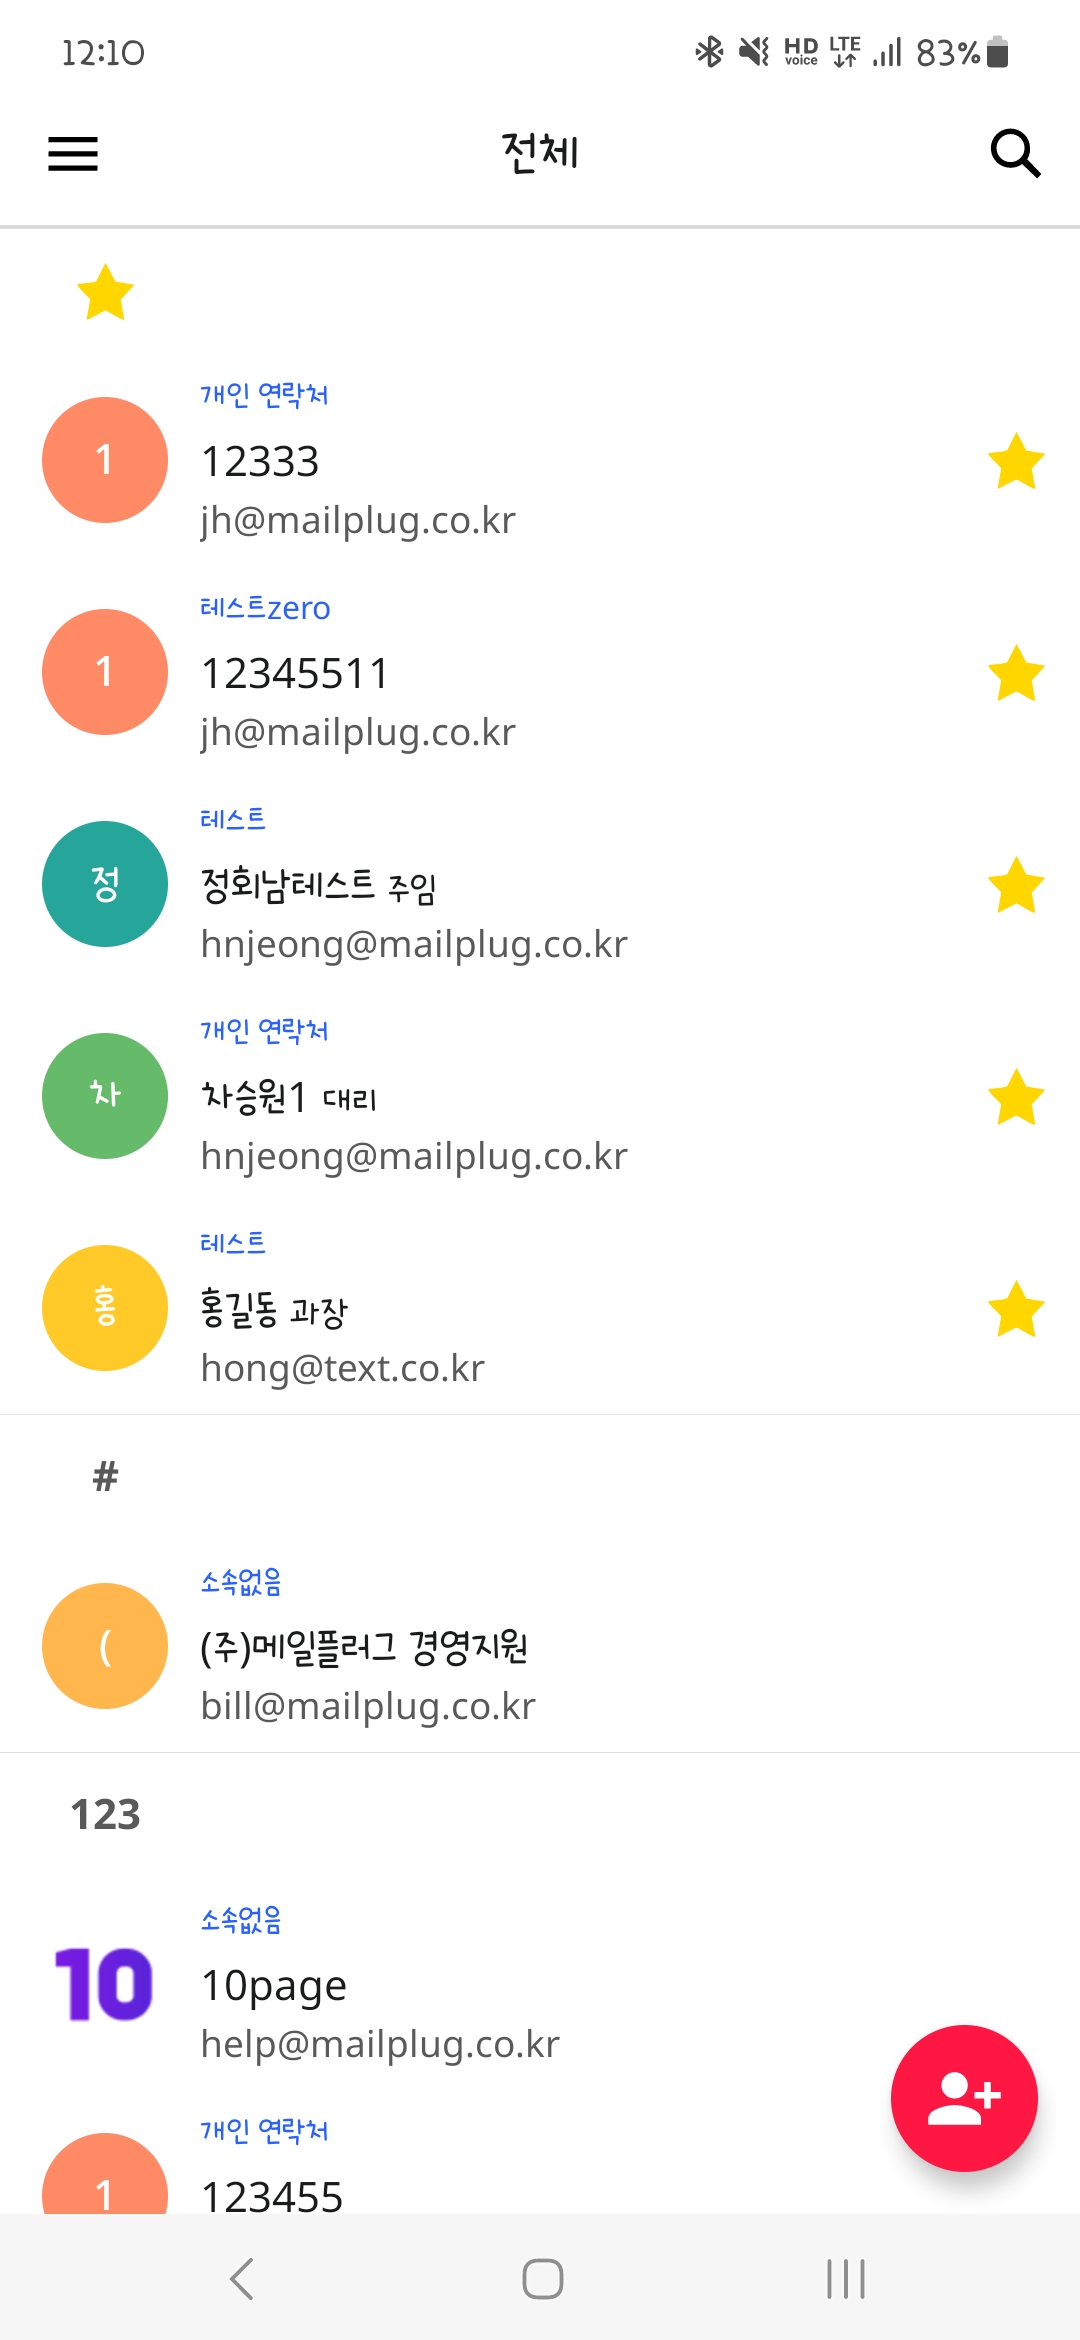 12:10 HD voice LTE 83%
전체
개인 연락처
1 12333
jh@mailplug.co.kr
테스트zero
1 12345511
jh@mailplug.co.kr
테스트
정 정회남테스트 주임
hnjeong@mailplug.co.kr
개인 연락처
차 차승원1 대리
hnjeong@mailplug.co.kr
테스트
홍 홍길동 과장
hong@text.co.kr
#
소속없음
( (주)메일플러그 경영지원
bill@mailplug.co.kr
123
소속없음
10 10page
help@mailplug.co.kr
개인 연락처
1 123455